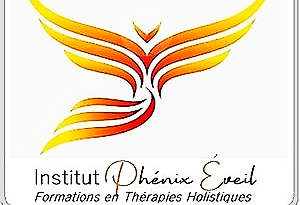 Institut Phénix Éveil
Formations en Thérapies Holistiques